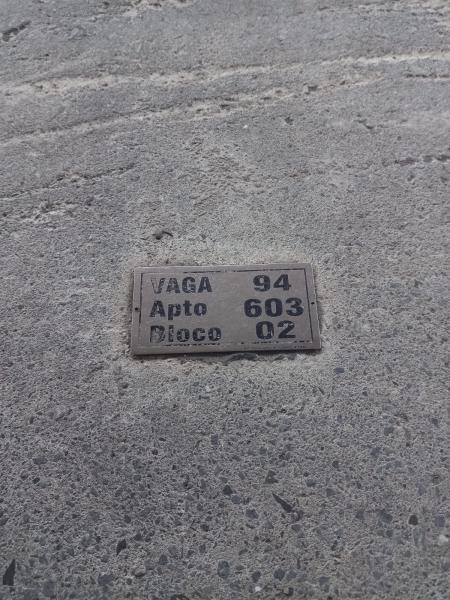 VAGA 94
Apto 603
Bloco 02